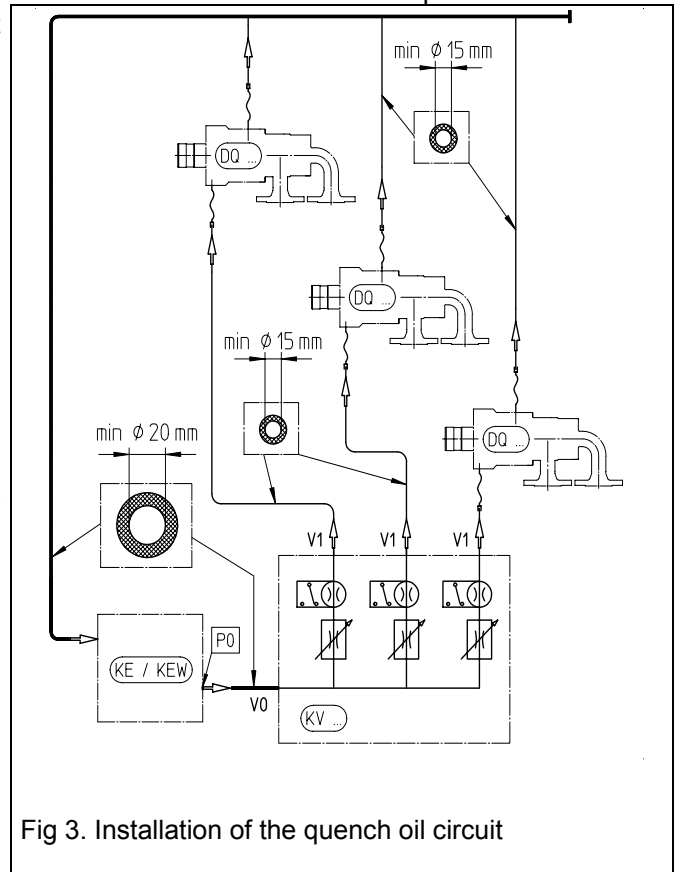 min ϕ 15 mm
DQ ...
DQ ...
min ϕ 15 mm
DQ ...
min ϕ 20 mm
V1 V1 V1
P0
KE / KEW
V0
KV ...
Fig 3. Installation of the quench oil circuit